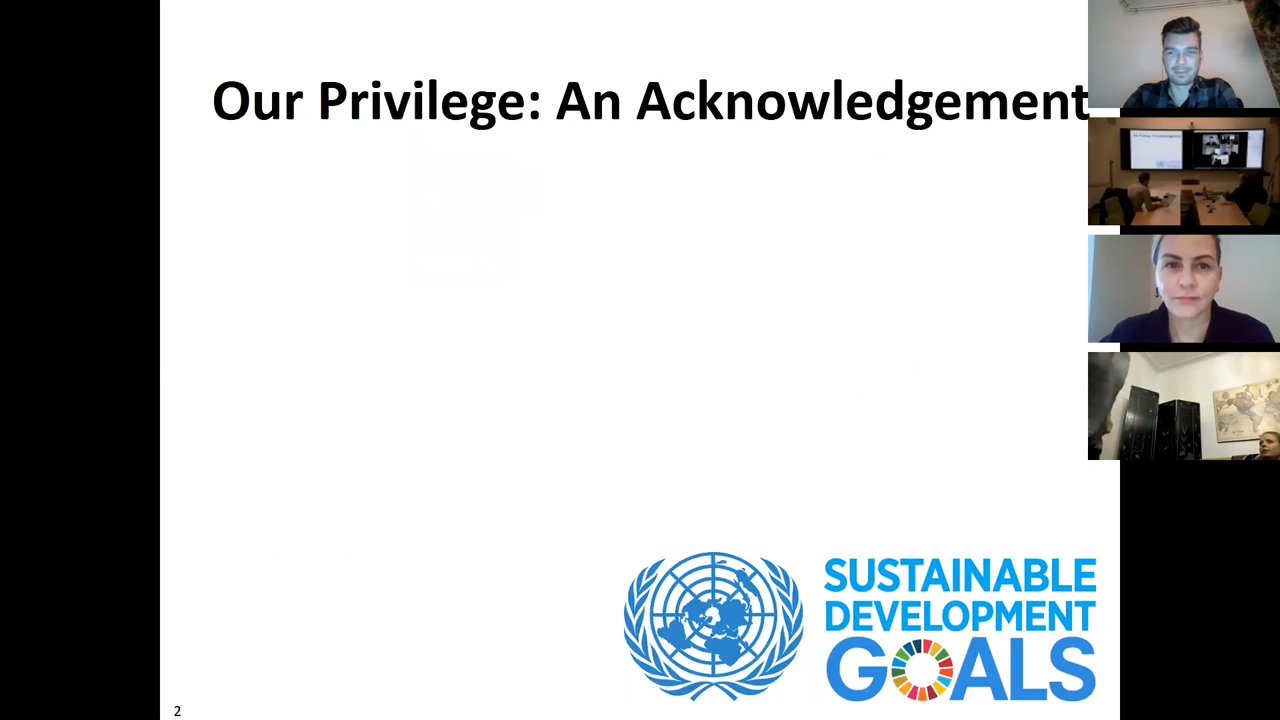 Our Privilege: An Acknowledgement
SUSTAINABLE
DEVELOPMENT
GOALS
2